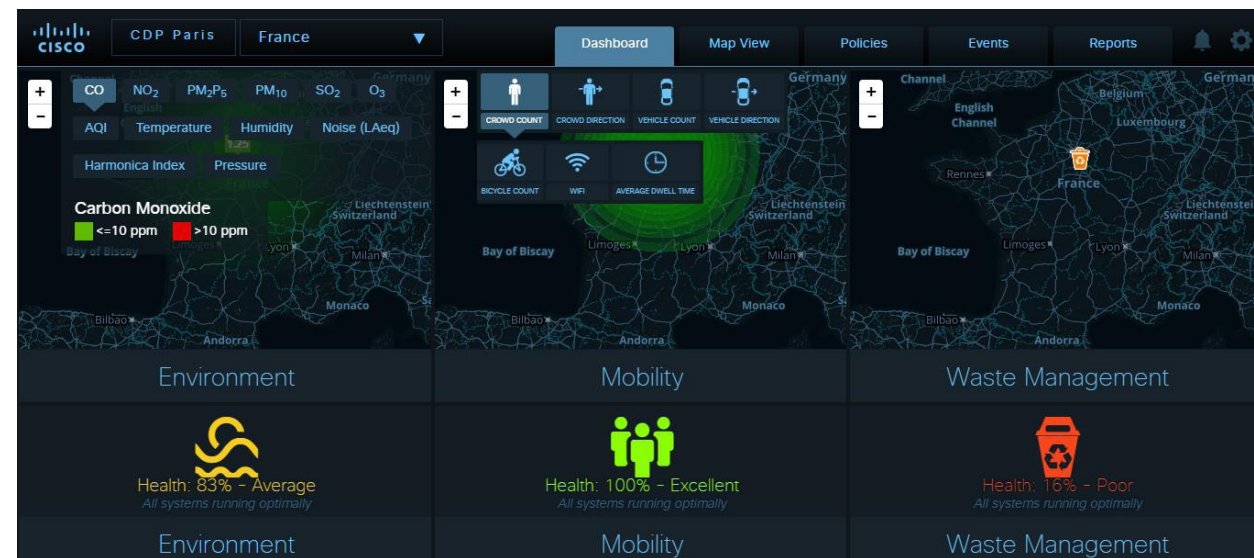 CISCO
CDP Paris
France
Dashboard
Map View
Policies
Events
Reports
+
-
CO
NO2
PM2P5
PM10
SO2
O3
AQI
Temperature
Humidity
Noise (LAeq)
Harmonica Index
Pressure
Germany
English
1.25
France
Carbon Monoxide
<=10 ppm
>10 ppm
Liechtenstein
Switzerland
Bay of Biscay
Limoges
Lyon
Milan
Monaco
Bilbao
Andorra
+
-
CROWD COUNT
CROWD DIRECTION
VEHICLE COUNT
VEHICLE DIRECTION
BICYCLE COUNT
WIFI
AVERAGE DWELL TIME
Germany
Liechtenstein
Switzerland
Bay of Biscay
Limoges
Lyon
Milan
Monaco
Bilbao
Andorra
+
-
Channel
English
Channel
Belgium
German
Luxembourg
Rennes
France
Liechtenstei
Switzerland
Bay of Biscay
Limoges
Lyon
Milan
Monaco
Bilbao
Andorra
Environment
Mobility
Waste Management
Health: 83% - Average
All systems running optimally
Health: 100% - Excellent
All systems running optimally
Health: 16% - Poor
All systems running optimally
Environment
Mobility
Waste Management